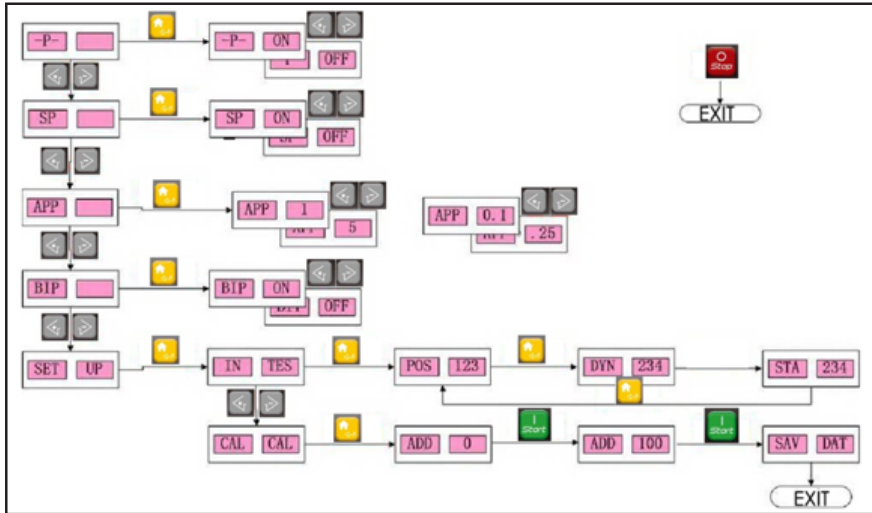 -P-
-P- ON
OFF
Stop
EXIT
SP
SP ON
OFF
APP
APP 1
5
APP 0.1
.25
BIP
BIP ON
OFF
SET UP
IN TES
POS 123
DYN 234
STA 234
CAL CAL
ADD 0
Start
ADD 100
Start
SAV DAT
EXIT